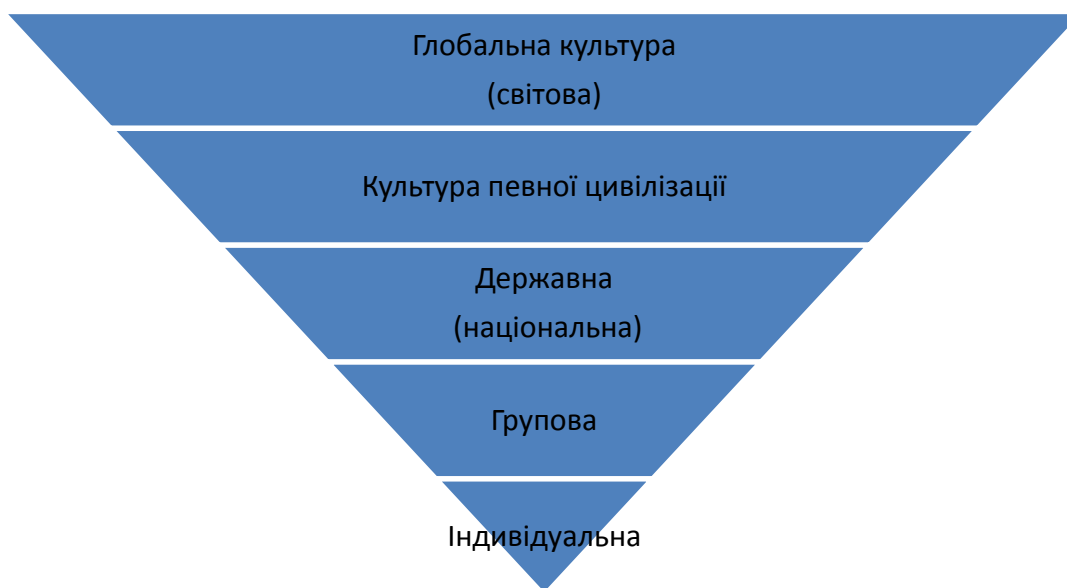 Глобальна культура
(світова)
Культура певної цивілізації
Державна
(національна)
Групова
Індивідуальна